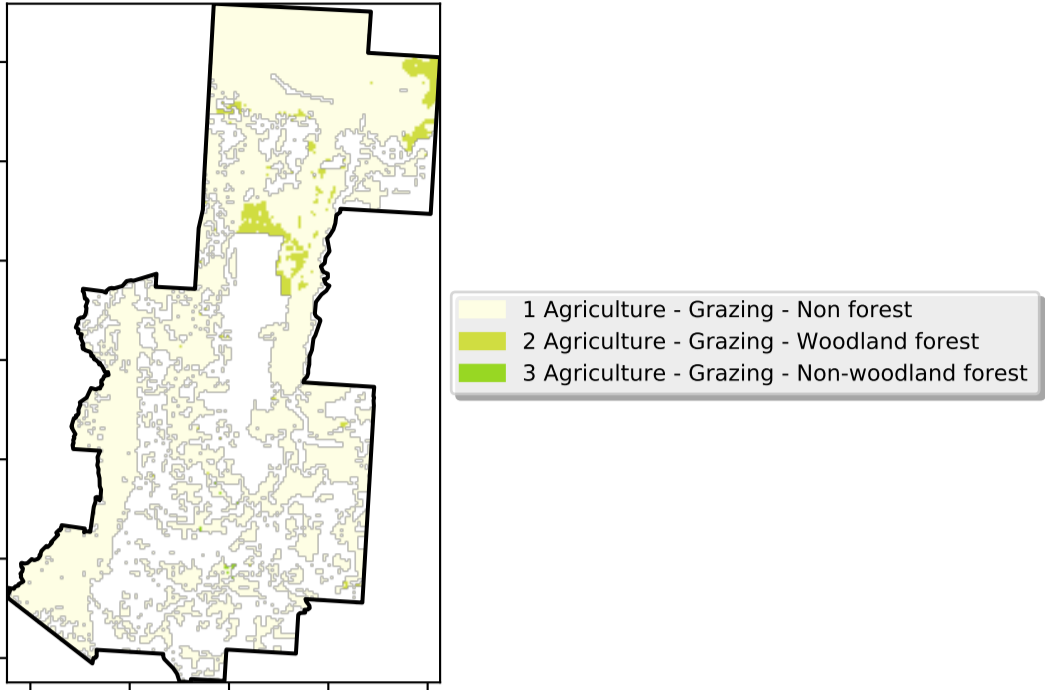 1 Agriculture - Grazing - Non forest
2 Agriculture - Grazing - Woodland forest
3 Agriculture - Grazing - Non-woodland forest